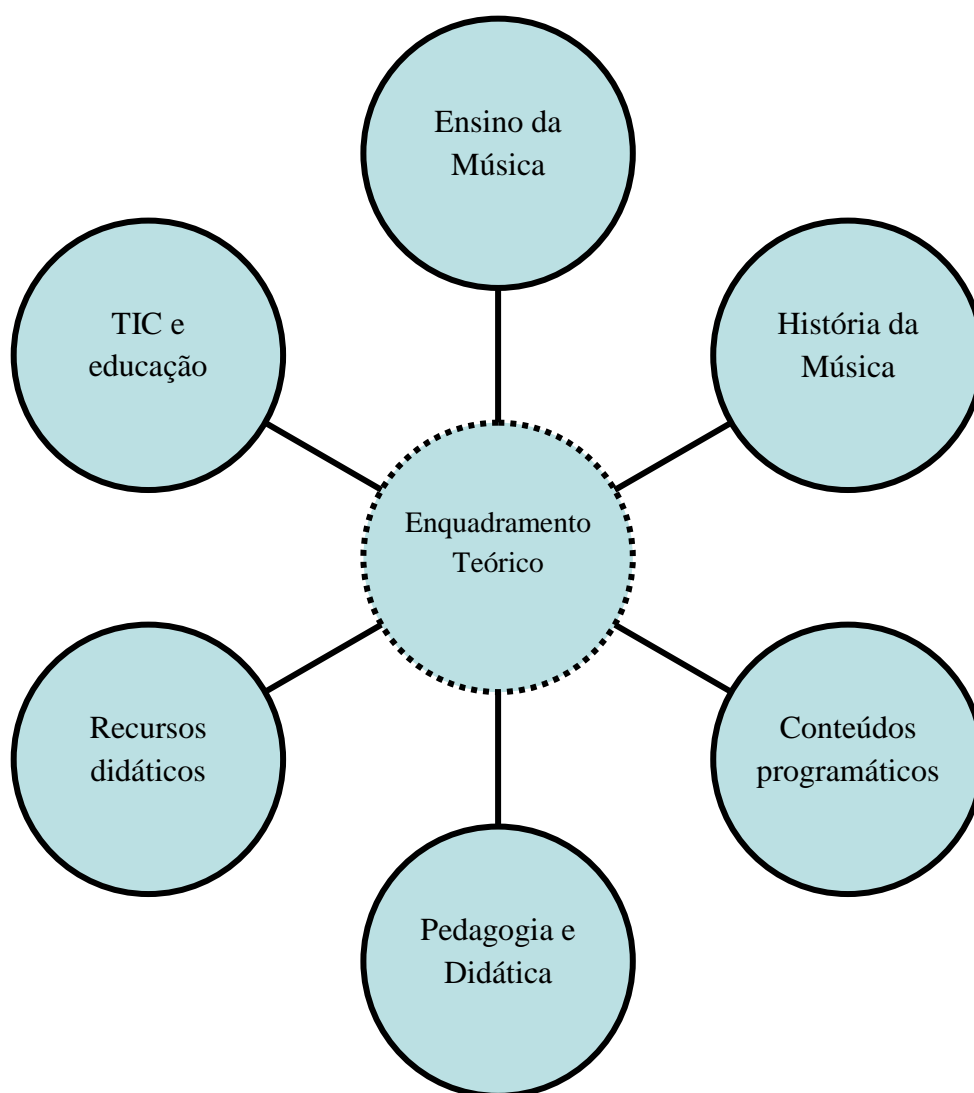 Ensino da
Música
TIC e
educação
História da
Música
Enquadramento
Teórico
Recursos
didáticos
Conteúdos
programáticos
Pedagogia e
Didática